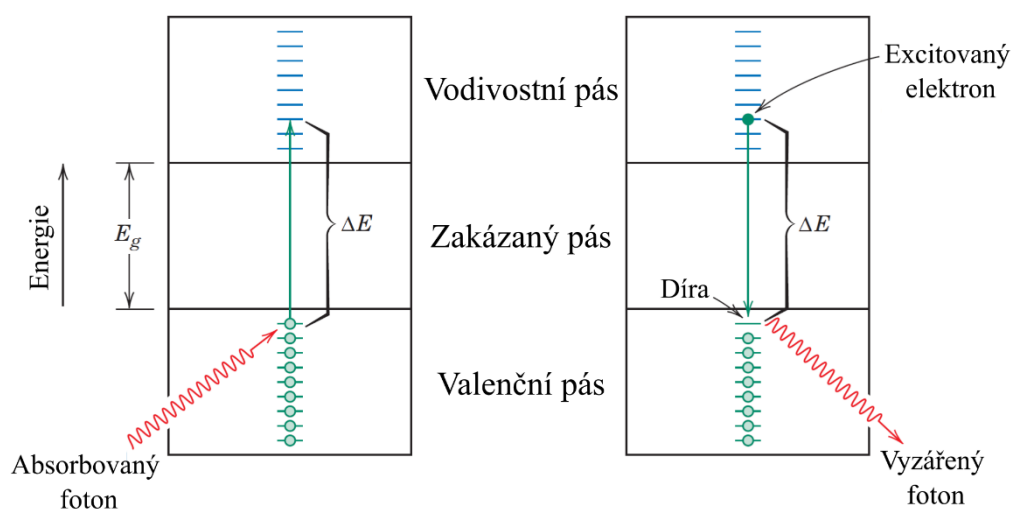 Energie
E_g
ΔE
Absorbovaný
foton
Vodivostní pás
Zakázaný pás
Valenční pás
Excitovaný
elektron
Díra
ΔE
Vyzářený
foton